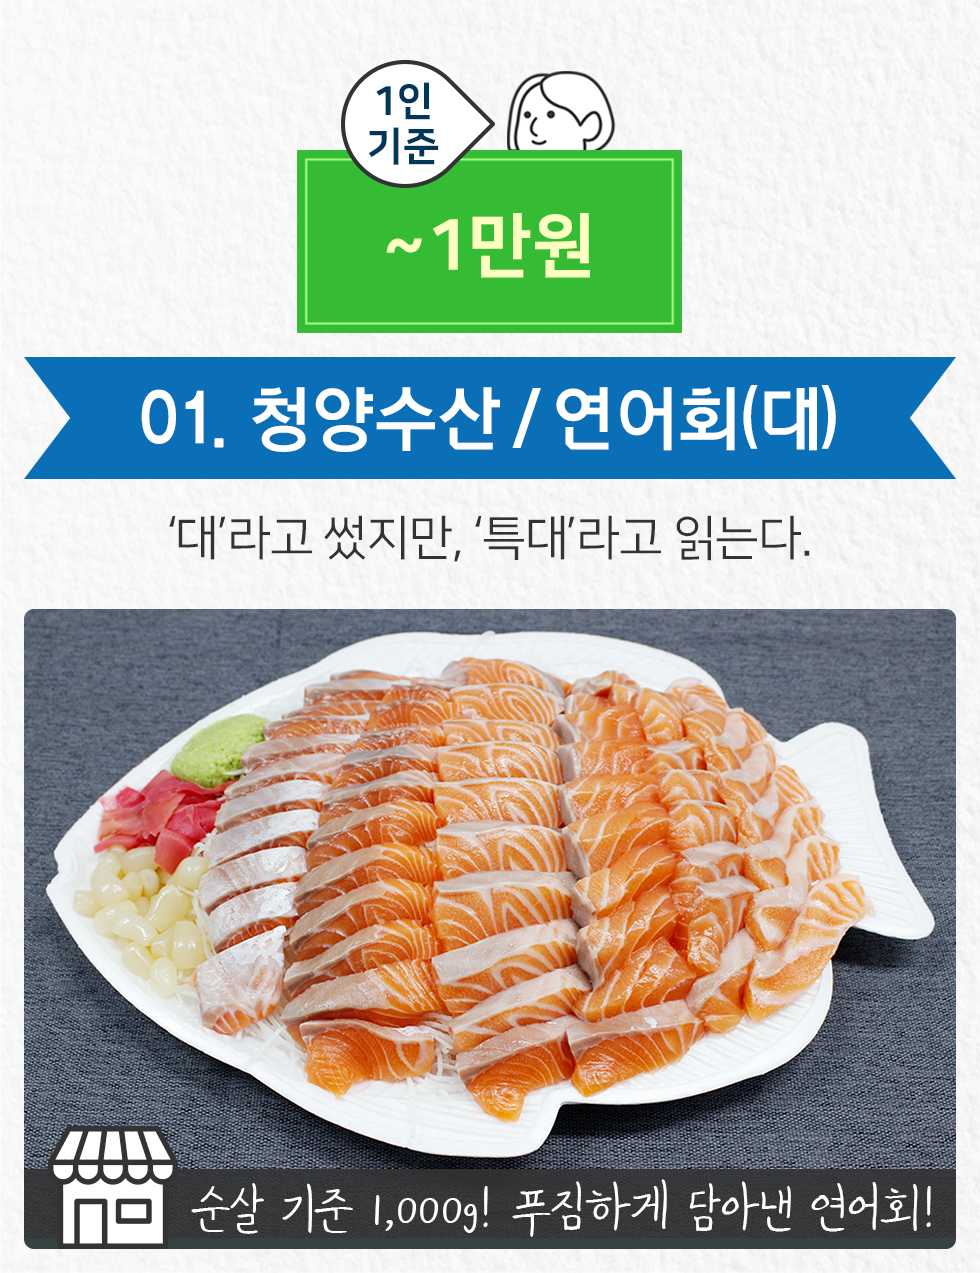 1인
기준
~1만원
01. 청양수산 / 연어회(대)
‘대’라고 썼지만, ‘특대’라고 읽는다.
순살 기준 1,000g! 푸짐하게 담아낸 연어회!